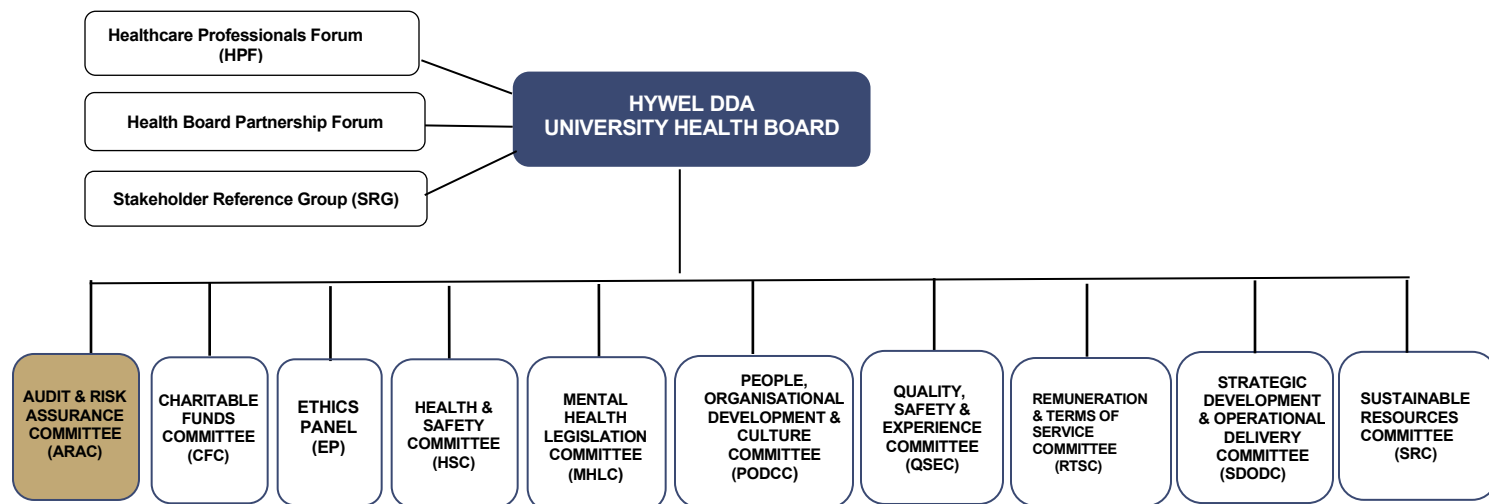 Healthcare Professionals Forum
(HPF)
Health Board Partnership Forum
Stakeholder Reference Group (SRG)
HYWEL DDA
UNIVERSITY HEALTH BOARD
AUDIT & RISK
ASSURANCE
COMMITTEE
(ARAC)
CHARITABLE
FUNDS
COMMITTEE
(CFC)
ETHICS
PANEL
(EP)
HEALTH &
SAFETY
COMMITTEE
(HSC)
MENTAL
HEALTH
LEGISLATION
COMMITTEE
(MHLC)
PEOPLE,
ORGANISATIONAL
DEVELOPMENT &
CULTURE
COMMITTEE
(PODCC)
QUALITY,
SAFETY &
EXPERIENCE
COMMITTEE
(QSEC)
REMUNERATION
& TERMS OF
SERVICE
COMMITTEE
(RTSC)
STRATEGIC
DEVELOPMENT
& OPERATIONAL
DELIVERY
COMMITTEE
(SDODC)
SUSTAINABLE
RESOURCES
COMMITTEE
(SRC)